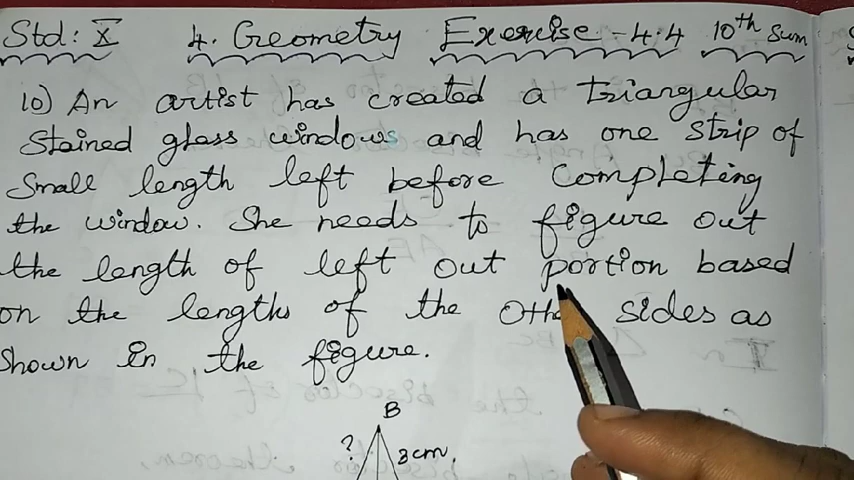 Std: X 4. Geometry Exercise - 4.4 10th Sum
10) An artist has created a triangular
Stained glass windows and has one strip of
Small length left before completing
the window. She needs to figure out
the length of left out portion based
on the lengths of the Othe sides as
Shown in the figure.
B
? 3cm.